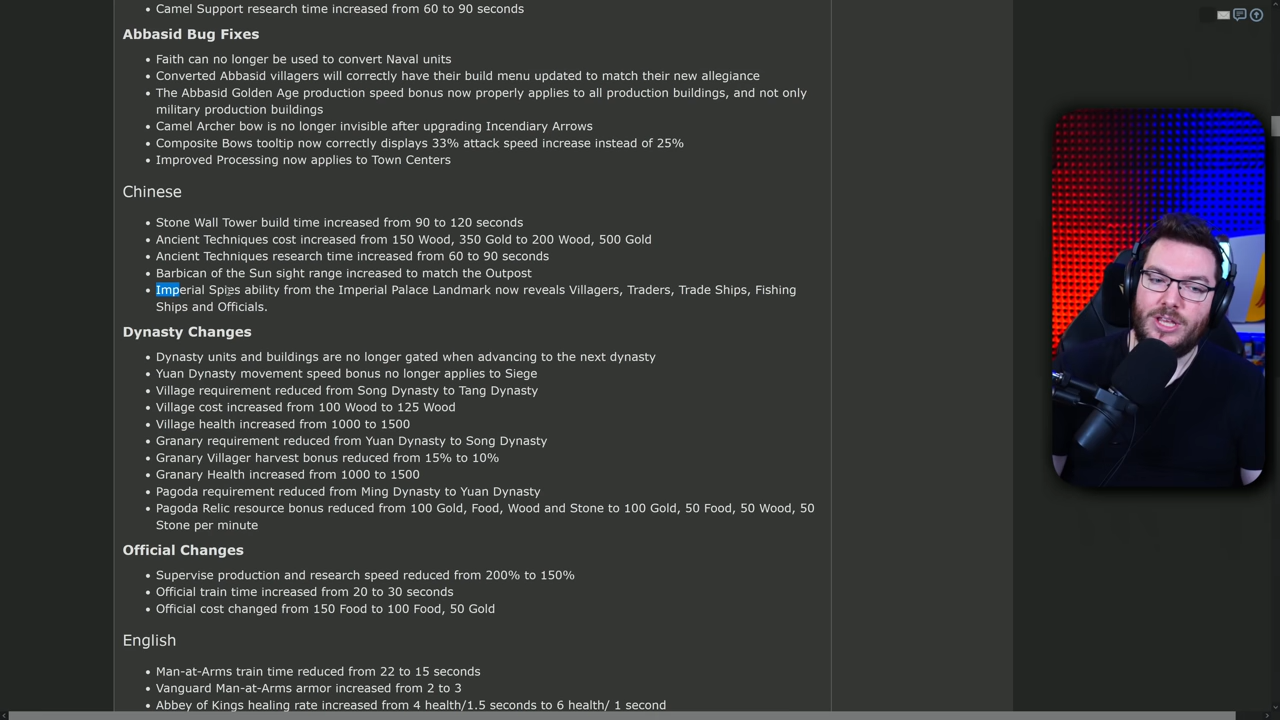 Camel Support research time increased from 60 to 90 seconds
Abbasid Bug Fixes
Faith can no longer be used to convert Naval units
Converted Abbasid villagers will correctly have their build menu updated to match their new allegiance
The Abbasid Golden Age production speed bonus now properly applies to all production buildings, and not only
military production buildings
Camel Archer bow is no longer invisible after upgrading Incendiary Arrows
Composite Bows tooltip now correctly displays 33% attack speed increase instead of 25%
Improved Processing now applies to Town Centers
Chinese
Stone Wall Tower build time increased from 90 to 120 seconds
Ancient Techniques cost increased from 150 Wood, 350 Gold to 200 Wood, 500 Gold
Ancient Techniques research time increased from 60 to 90 seconds
Barbican of the Sun sight range increased to match the Outpost
Imperial Spies ability from the Imperial Palace Landmark now reveals Villagers, Traders, Trade Ships, Fishing
Ships and Officials.
Dynasty Changes
Dynasty units and buildings are no longer gated when advancing to the next dynasty
Yuan Dynasty movement speed bonus no longer applies to Siege
Village requirement reduced from Song Dynasty to Tang Dynasty
Village cost increased from 100 Wood to 125 Wood
Village health increased from 1000 to 1500
Granary requirement reduced from Yuan Dynasty to Song Dynasty
Granary Villager harvest bonus reduced from 15% to 10%
Granary Health increased from 1000 to 1500
Pagoda requirement reduced from Ming Dynasty to Yuan Dynasty
Pagoda Relic resource bonus reduced from 100 Gold, Food, Wood and Stone to 100 Gold, 50 Food, 50 Wood, 50
Stone per minute
Official Changes
Supervise production and research speed reduced from 200% to 150%
Official train time increased from 20 to 30 seconds
Official cost changed from 150 Food to 100 Food, 50 Gold
English
Man-at-Arms train time reduced from 22 to 15 seconds
Vanguard Man-at-Arms armor increased from 2 to 3
Abbey of Kings healing rate increased from 4 health/1.5 seconds to 6 health/ 1 second